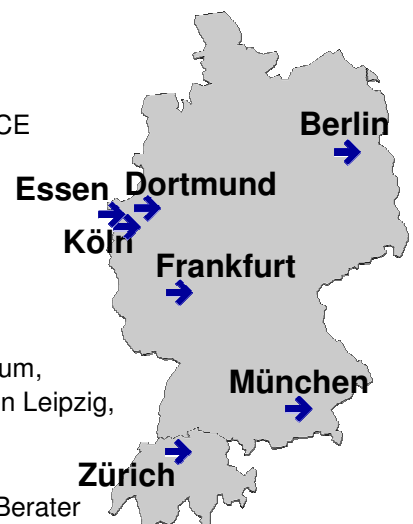 CE
Berlin
Essen Dortmund
Köln
Frankfurt
um,
München
n Leipzig,
Zürich
Berater